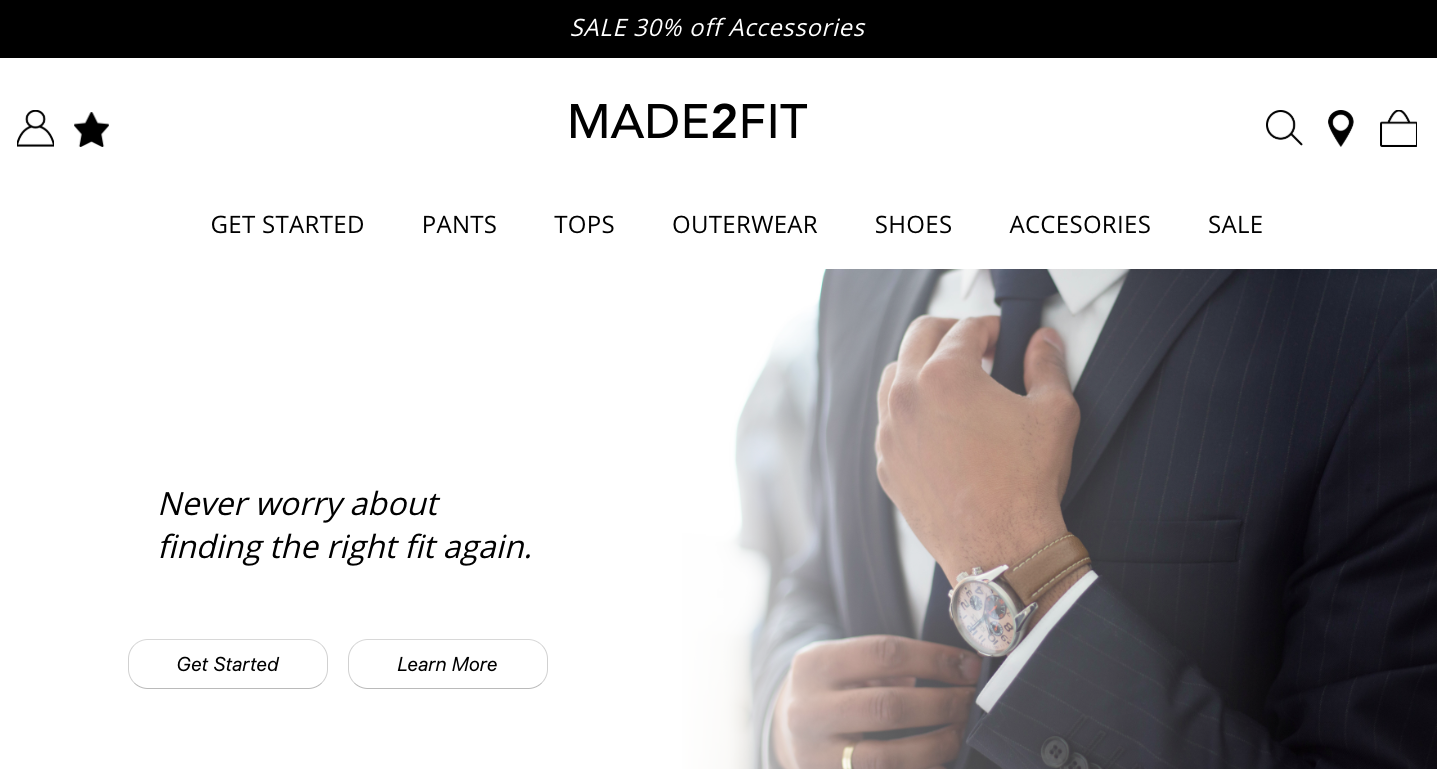 SALE 30% off Accessories
MADE2FIT
GET STARTED PANTS TOPS OUTERWEAR SHOES ACCESORIES SALE
Never worry about
finding the right fit again.
Get Started Learn More